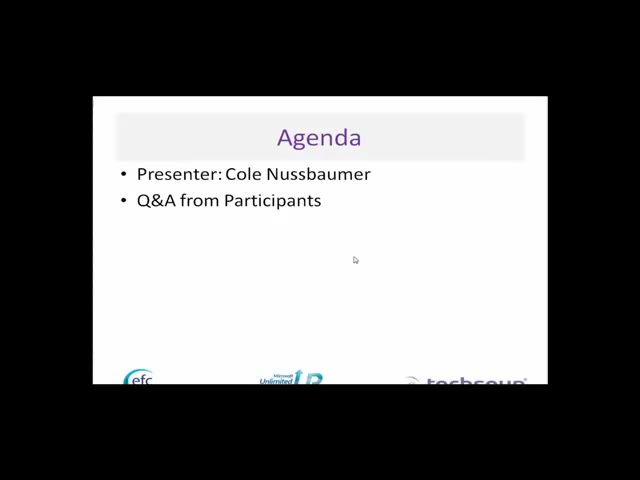 Agenda
• Presenter: Cole Nussbaumer
• Q&A from Participants
efc
Microsoft
Unlimited
techsoup